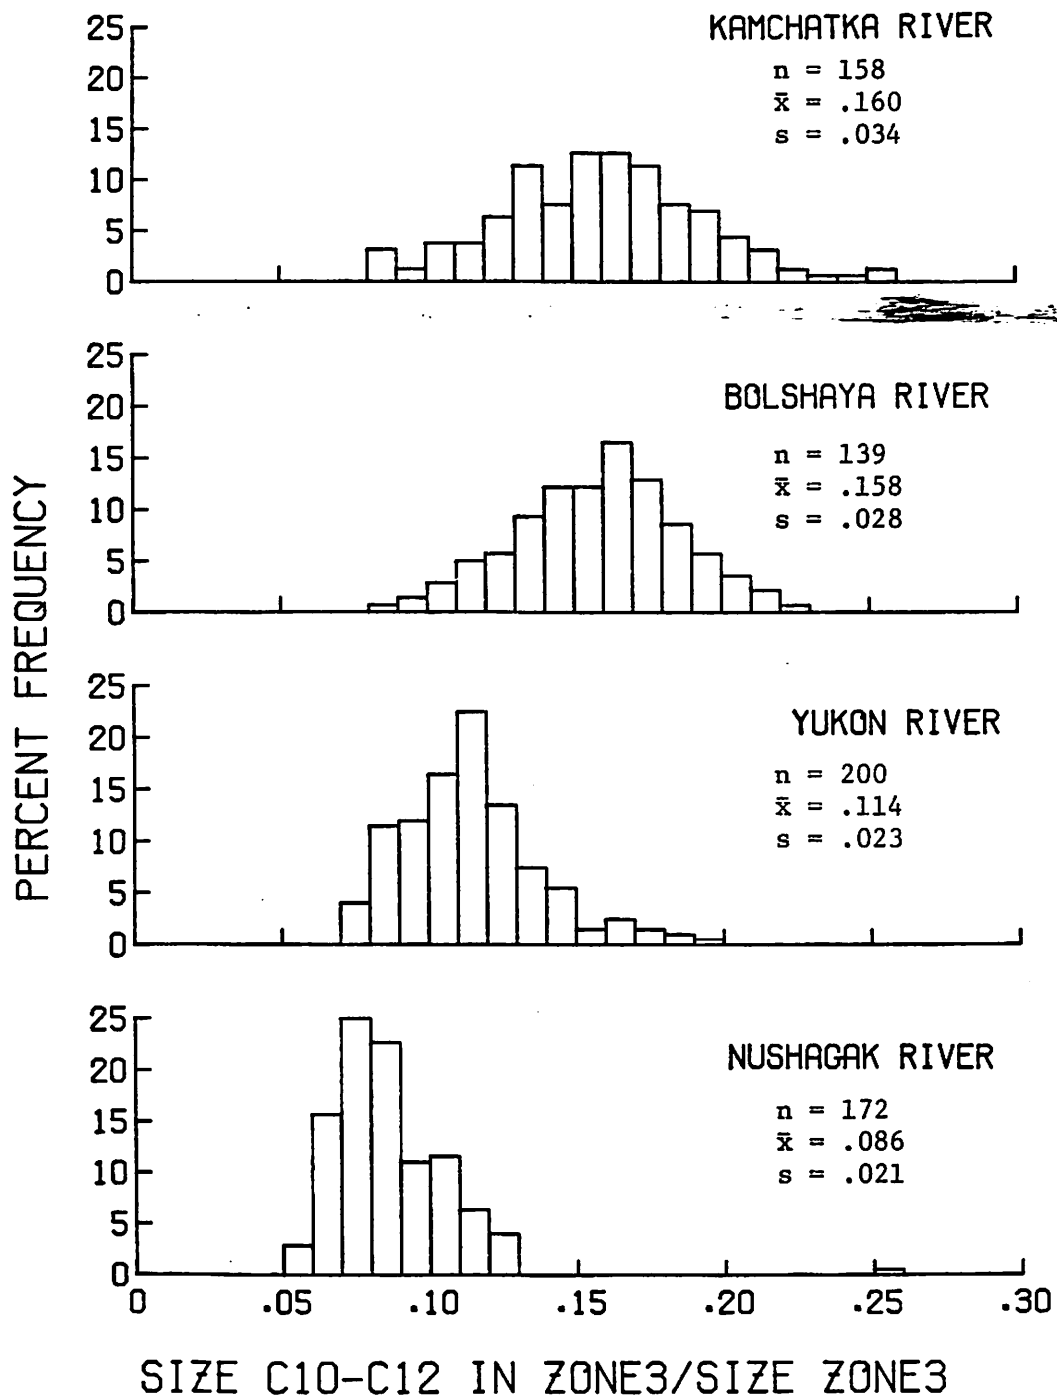 KAMCHATKA RIVER
n = 158
x̄ = .160
s = .034
25
20
15
10
5
0
BOLSHAYA RIVER
n = 139
x̄ = .158
s = .028
25
20
15
10
5
0
PERCENT FREQUENCY
YUKON RIVER
n = 200
x̄ = .114
s = .023
25
20
15
10
5
0
NUSHAGAK RIVER
n = 172
x̄ = .086
s = .021
25
20
15
10
5
0
0 .05 .10 .15 .20 .25 .30
SIZE C10-C12 IN ZONE3/SIZE ZONE3